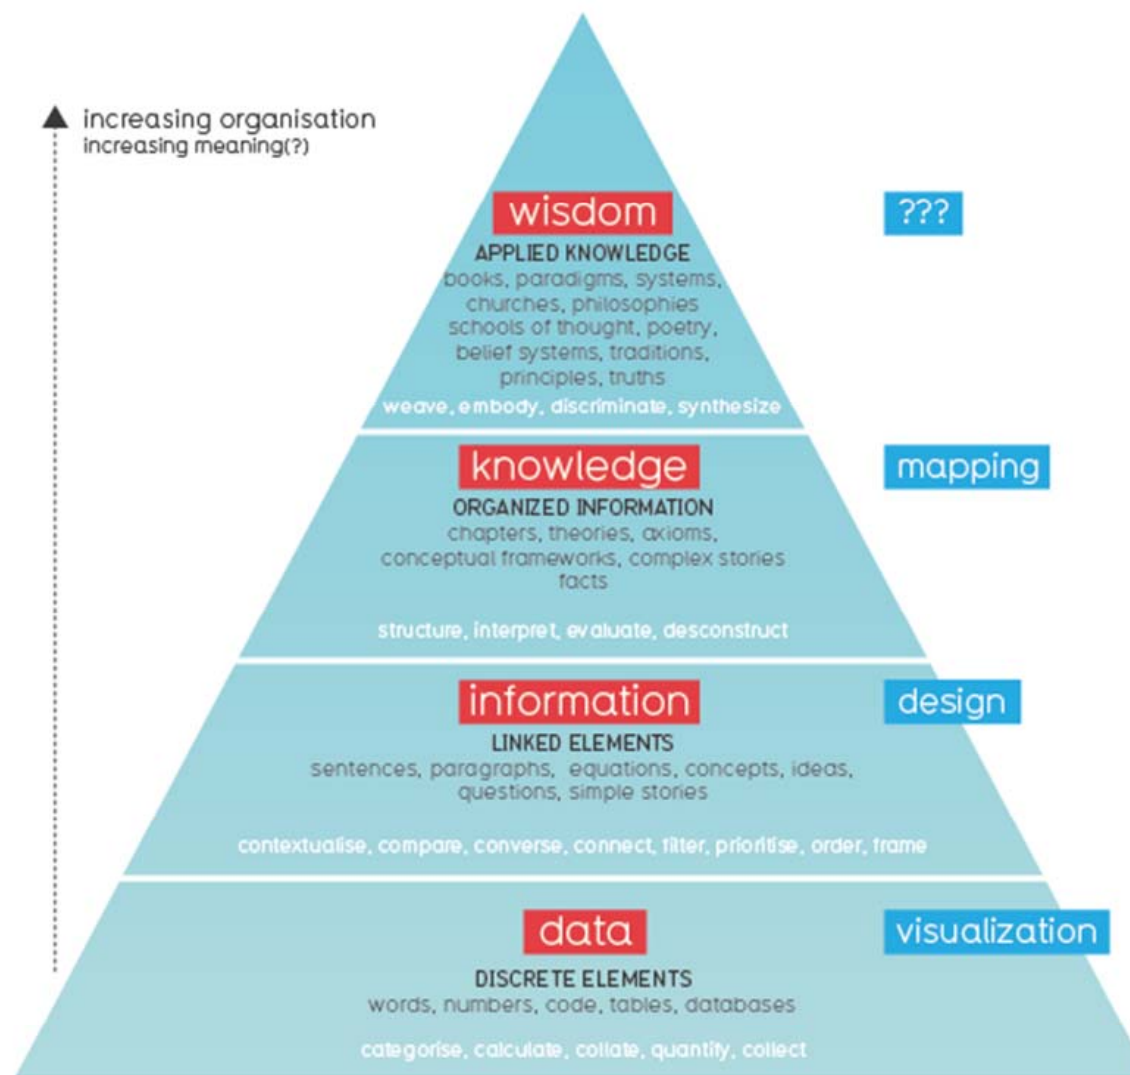 increasing organisation
increasing meaning(?)
wisdom
???
APPLIED KNOWLEDGE
books, paradigms, systems,
churches, philosophies
schools of thought, poetry,
belief systems, traditions,
principles, truths
weave, embody, discriminate, synthesize
knowledge
mapping
ORGANIZED INFORMATION
chapters, theories, axioms,
conceptual frameworks, complex stories
facts
structure, interpret, evaluate, desconstruct
information
design
LINKED ELEMENTS
sentences, paragraphs, equations, concepts, ideas,
questions, simple stories
contextualise, compare, converse, connect, filter, prioritise, order, frame
data
visualization
DISCRETE ELEMENTS
words, numbers, code, tables, databases
categorise, calculate, collate, quantify, collect